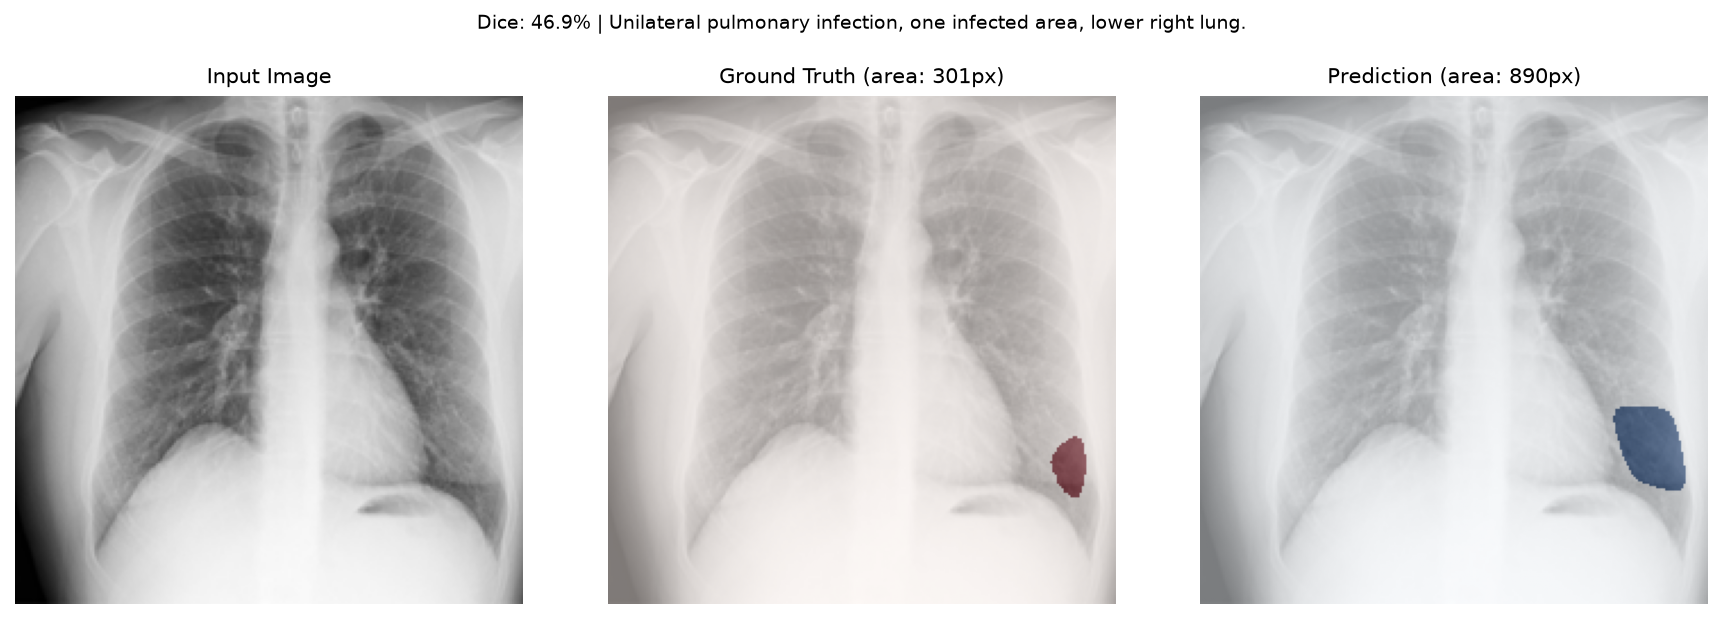 Dice: 46.9% | Unilateral pulmonary infection, one infected area, lower right lung.
Input Image
Ground Truth (area: 301px)
Prediction (area: 890px)